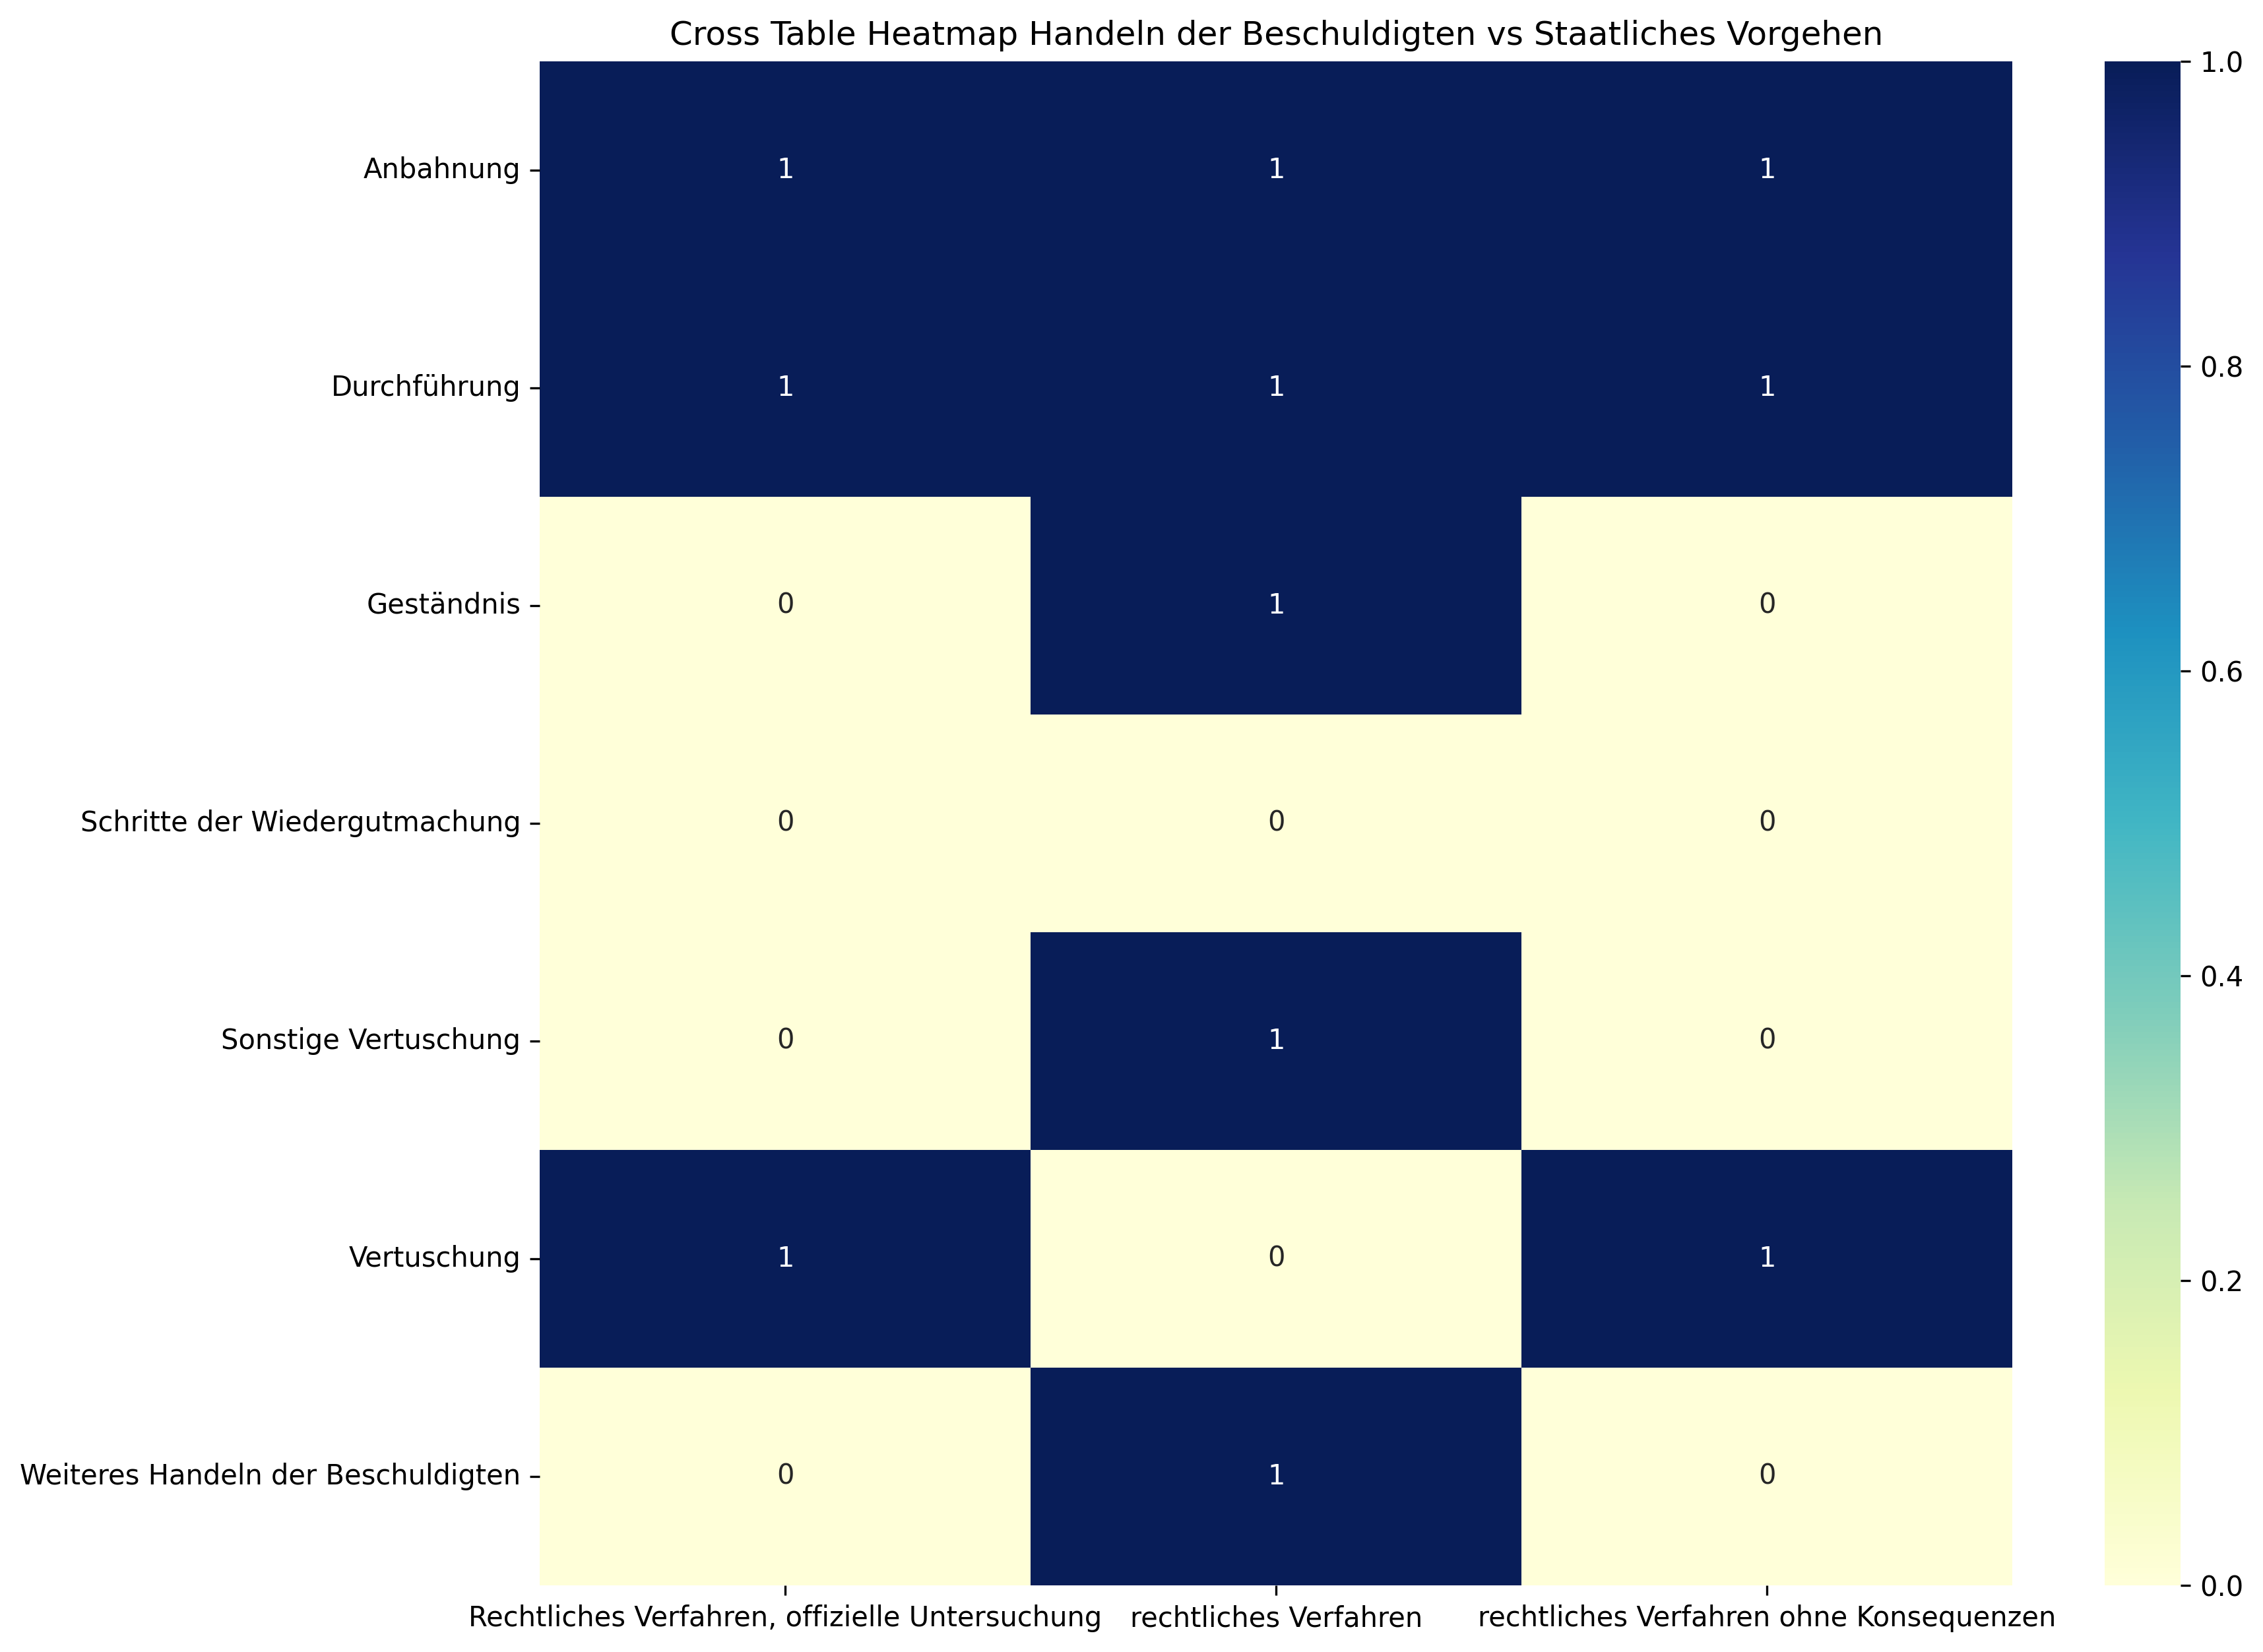 Cross Table Heatmap Handeln der Beschuldigten vs Staatliches Vorgehen
1.0
Anbahnung 1 1 1
0.8
Durchführung 1 1 1
Geständnis 0 1 0
0.6
Schritte der Wiedergutmachung 0 0 0
0.4
Sonstige Vertuschung 0 1 0
Vertuschung 1 0 1
0.2
Weiteres Handeln der Beschuldigten 0 1 0
0.0
Rechtliches Verfahren, offizielle Untersuchung rechtliches Verfahren rechtliches Verfahren ohne Konsequenzen